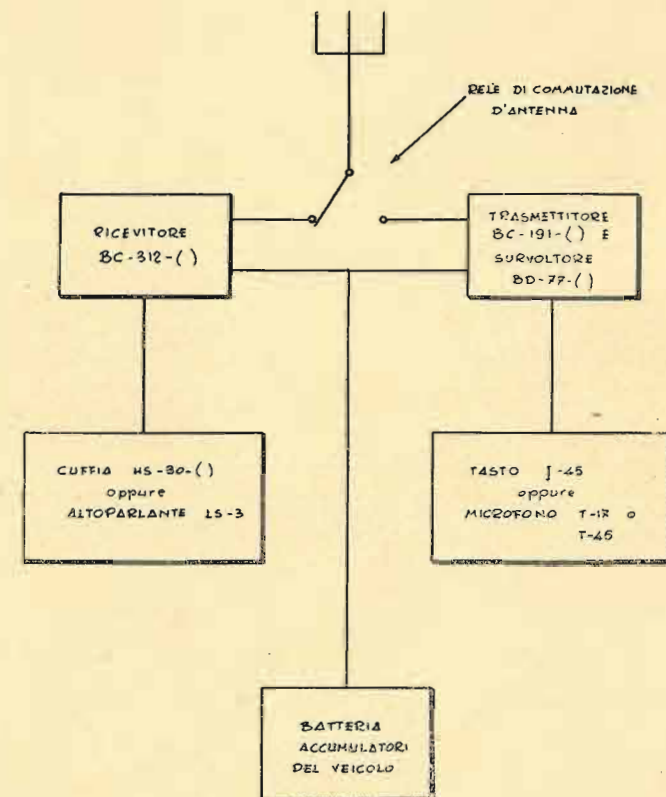 RELÈ DI COMMUTAZIONE
D'ANTENNA
RICEVITORE
BC-312-( )
TRASMETTITORE
BC-191-( ) E
SURVOLTORE
BD-77-( )
CUFFIA HS-30-( )
oppure
ALTOPARLANTE LS-3
TASTO J-45
oppure
MICROFONO T-17 o
T-45
BATTERIA
ACCUMULATORI
DEL VEICOLO